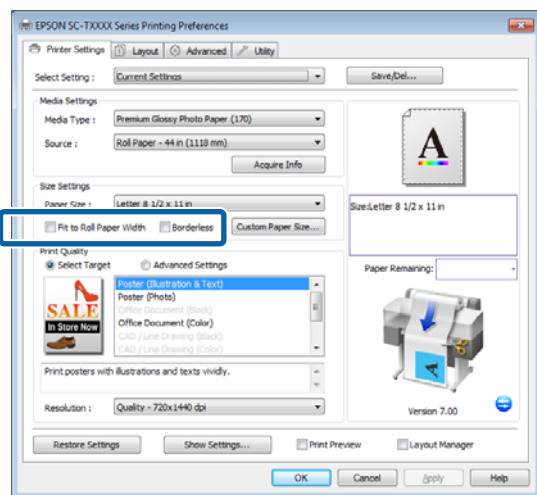 EPSON SC-TXXXX Series Printing Preferences
Printer Settings Layout Advanced Utility
Select Setting : Current Settings Save/Del...
Media Settings
Media Type : Premium Glossy Photo Paper (170)
Source : Roll Paper - 44 in (1118 mm)
Acquire Info
A
Size Settings
Paper Size : Letter 8 1/2 x 11 in
Size:Letter 8 1/2 x 11 in
Fit to Roll Paper Width Borderless Custom Paper Size...
Print Quality
Select Target Advanced Settings
Paper Remaining:
SALE
In Store Now
Poster (Illustration & Text)
Poster (Photo)
Office Document (Black)
Office Document (Color)
CAD / Line Drawing (Black)
CAD / Line Drawing (Color)
Print posters with illustrations and texts vividly.
A
Resolution : Quality - 720x1440 dpi
Version 7.00
Restore Settings Show Settings... Print Preview Layout Manager
OK Cancel Apply Help